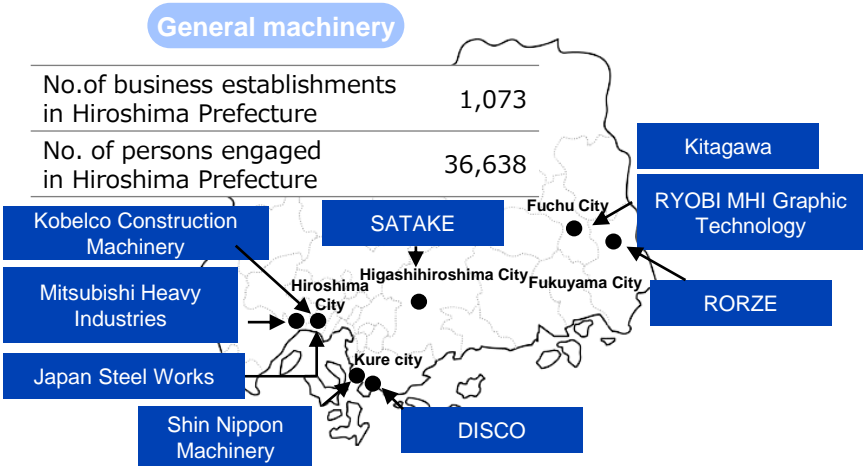 General machinery
No.of business establishments
in Hiroshima Prefecture
1,073
No. of persons engaged
in Hiroshima Prefecture
36,638
Kitagawa
Fuchu City
RYOBI MHI Graphic
Technology
Kobelco Construction
Machinery
SATAKE
Higashihiroshima City
Fukuyama City
Hiroshima
City
Mitsubishi Heavy
Industries
RORZE
Kure city
Japan Steel Works
Shin Nippon
Machinery
DISCO